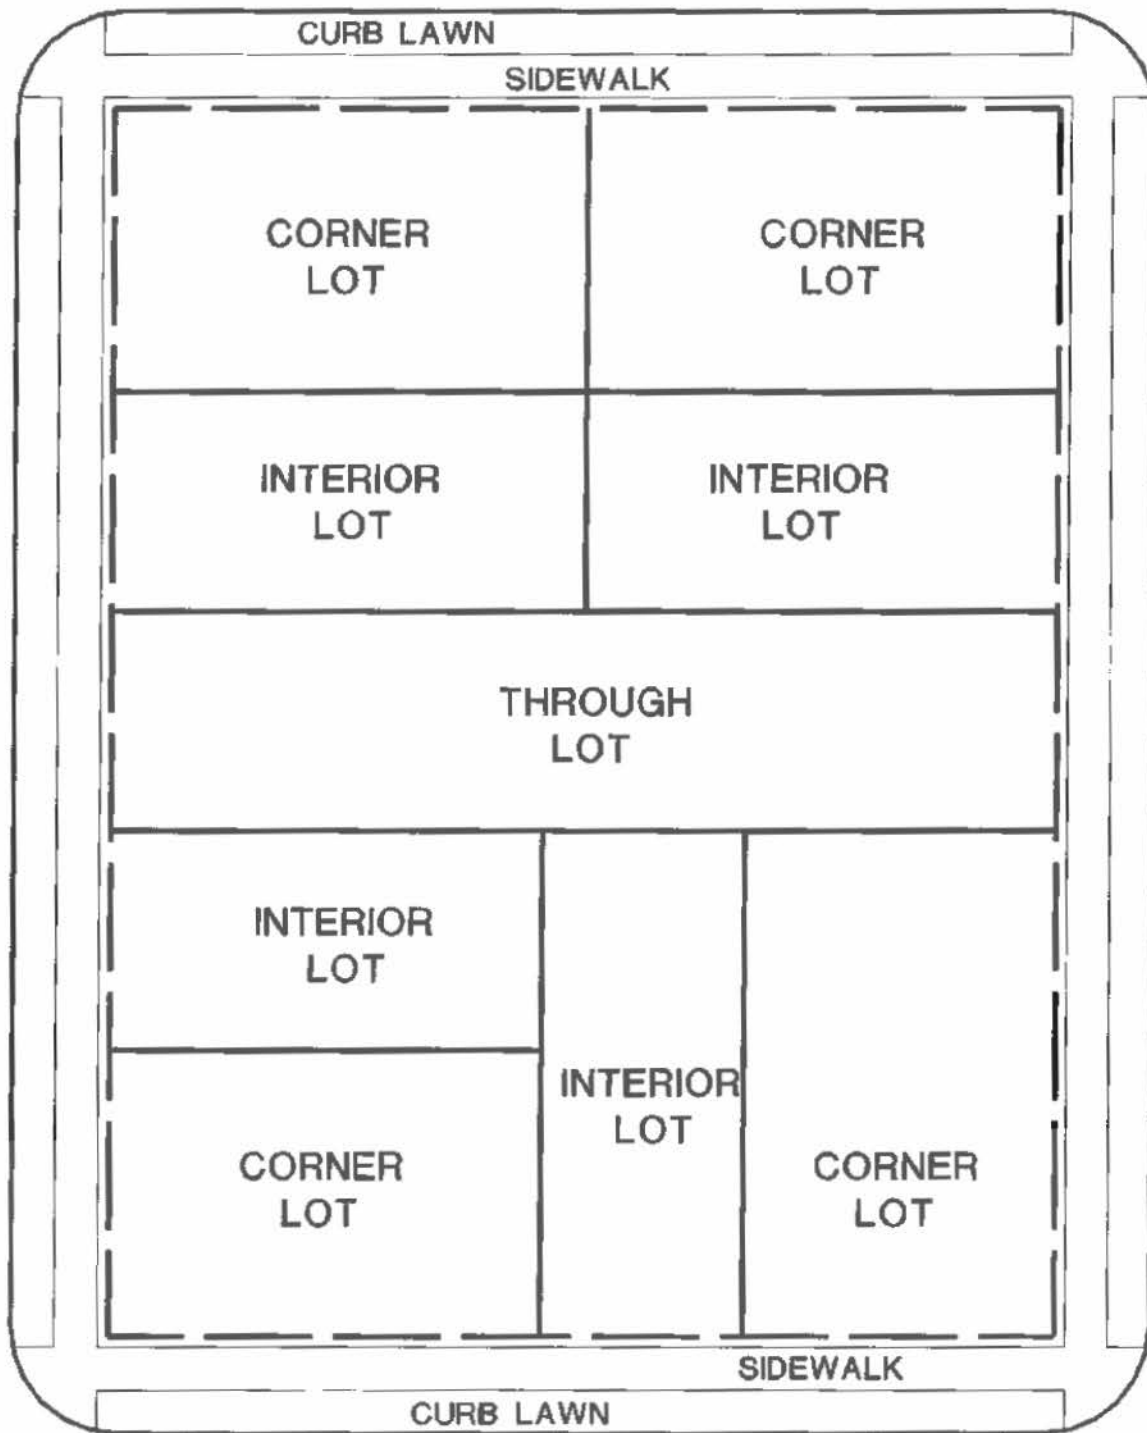 CURB LAWN
SIDEWALK
CORNER
LOT
CORNER
LOT
INTERIOR
LOT
INTERIOR
LOT
THROUGH
LOT
INTERIOR
LOT
INTERIOR
LOT
CORNER
LOT
CORNER
LOT
SIDEWALK
CURB LAWN